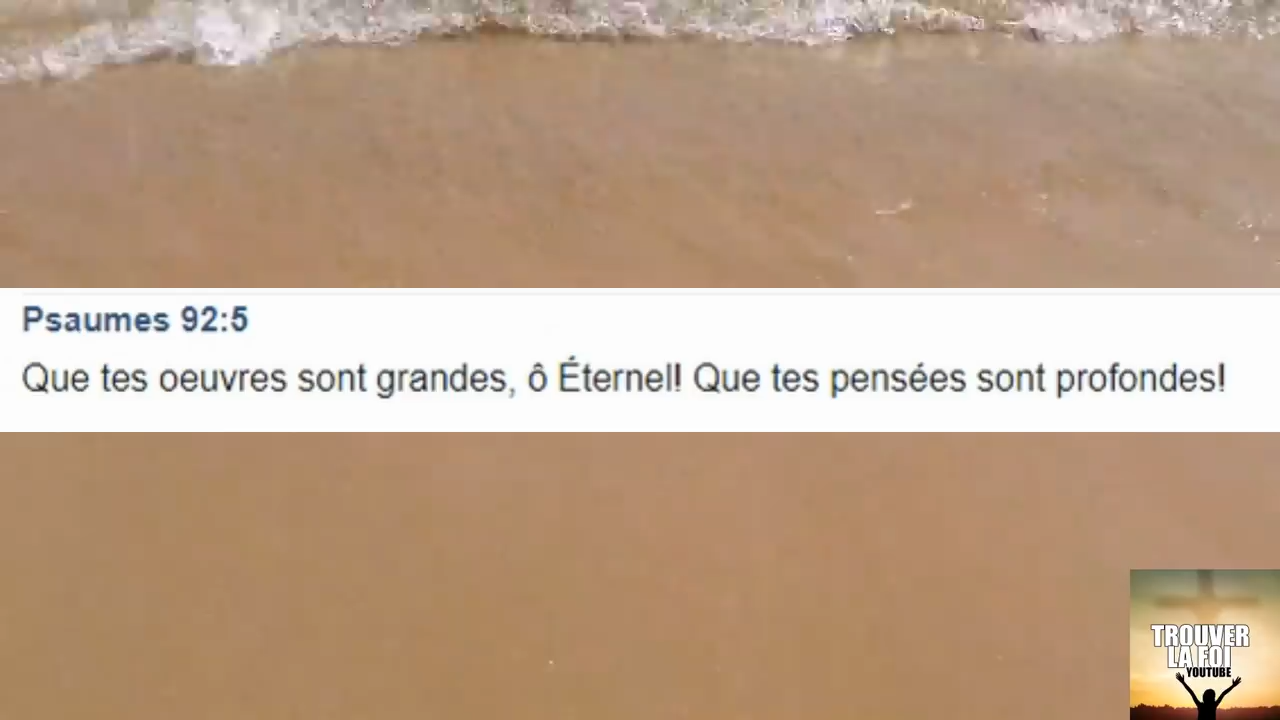 Psaumes 92:5
Que tes oeuvres sont grandes, ô Éternel! Que tes pensées sont profondes!
TROUVER
LA FOI
YOUTUBE